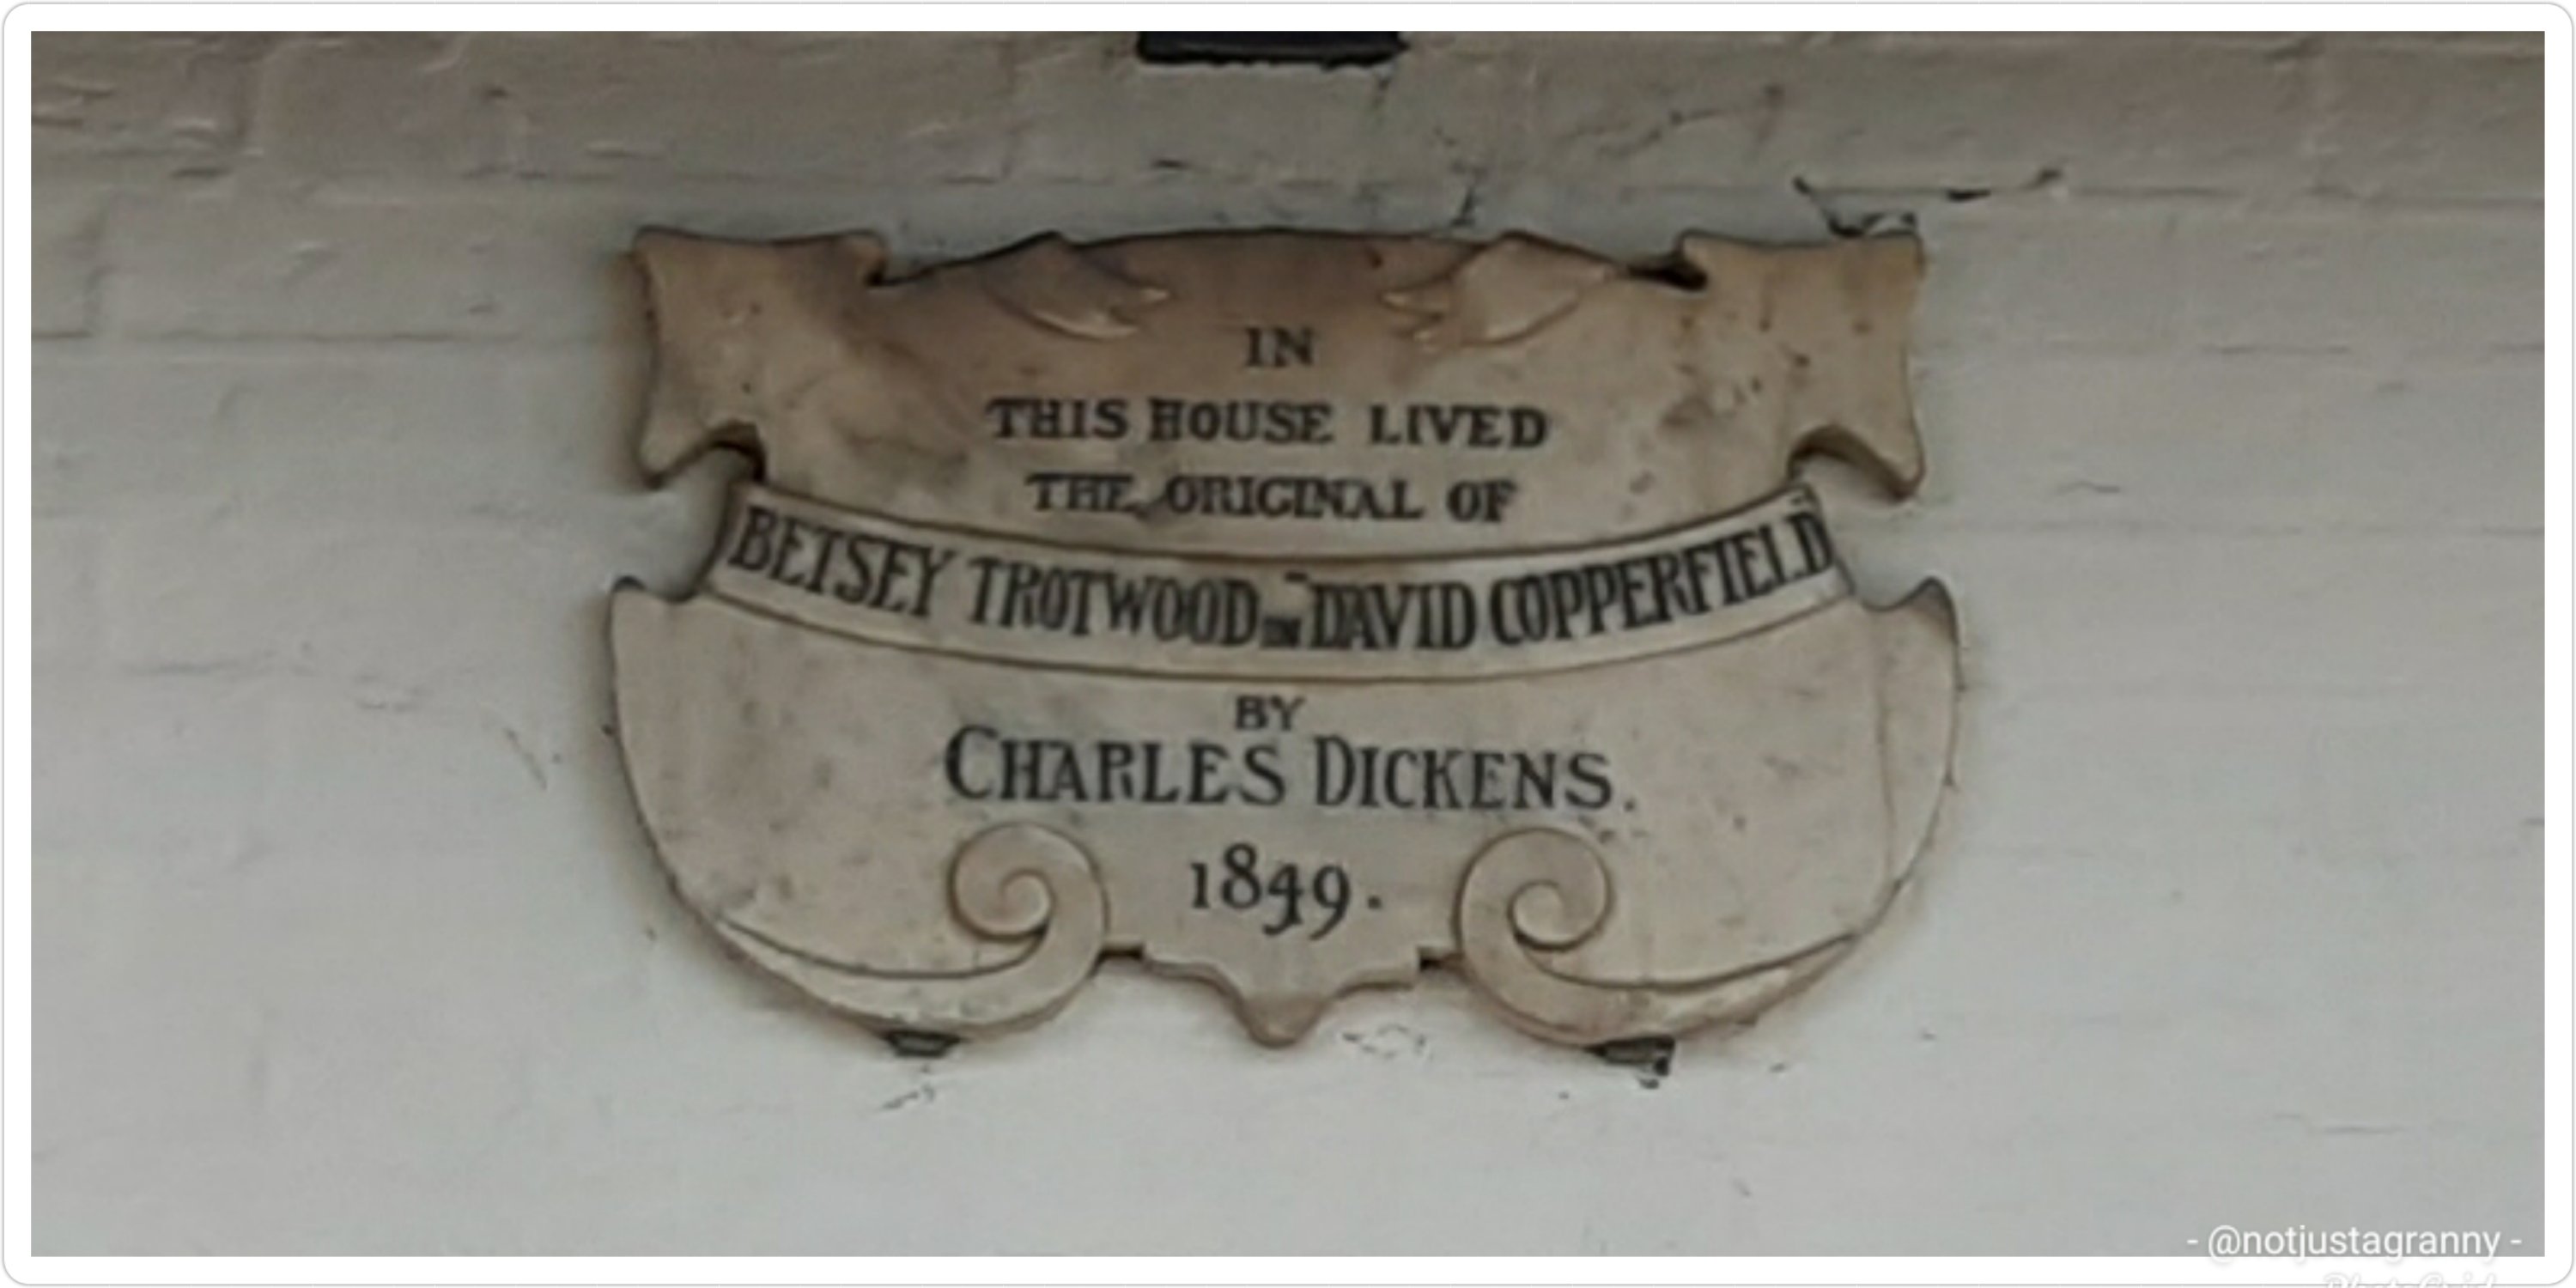 IN
THIS HOUSE LIVED
THE ORIGINAL OF
BETSEY TROTWOOD IN "DAVID COPPERFIELD
BY
CHARLES DICKENS.
1849.
- @notjustagranny -